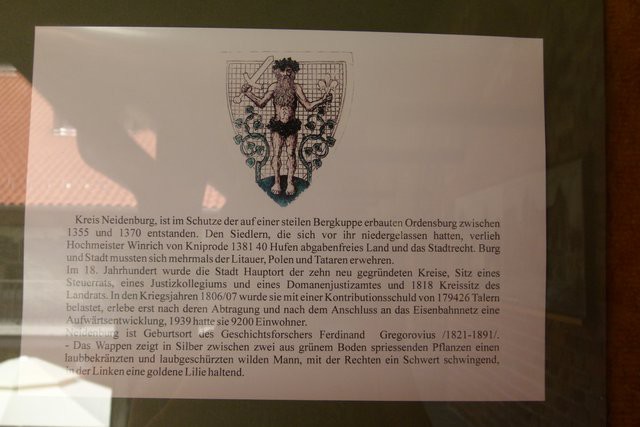 Kreis Neidenburg, ist im Schutze der auf einer steilen Bergkuppe erbauten Ordensburg zwischen
1355 und 1370 entstanden. Den Siedlern, die sich vor ihr niedergelassen hatten, verlieh
Hochmeister Winrich von Kniprode 1381 40 Hufen abgabenfreies Land und das Stadtrecht. Burg
und Stadt mussten sich mehrmals der Litauer, Polen und Tataren erwehren.
Im 18. Jahrhundert wurde die Stadt Hauptort der zehn neu gegründeten Kreise, Sitz eines
Steuerrats, eines Justizkollegiums und eines Domanenjustizamtes und 1818 Kreissitz des
Landrats. In den Kriegsjahren 1806/07 wurde sie mit einer Kontributionsschuld von 179426 Talern
belastet, erlebe erst nach deren Abtragung und nach dem Anschluss an das Eisenbahnetz eine
Aufwärtsentwicklung, 1939 hatte sie 9200 Einwohner.
Neidenburg ist Geburtsort des Geschichtsforschers Ferdinand Gregorovius /1821-1891/.
- Das Wappen zeigt in Silber zwischen zwei aus grünem Boden spriessenden Pflanzen einen
laubbekränzten und laubgeschürzten wilden Mann, mit der Rechten ein Schwert schwingend,
in der Linken eine goldene Lilie haltend.